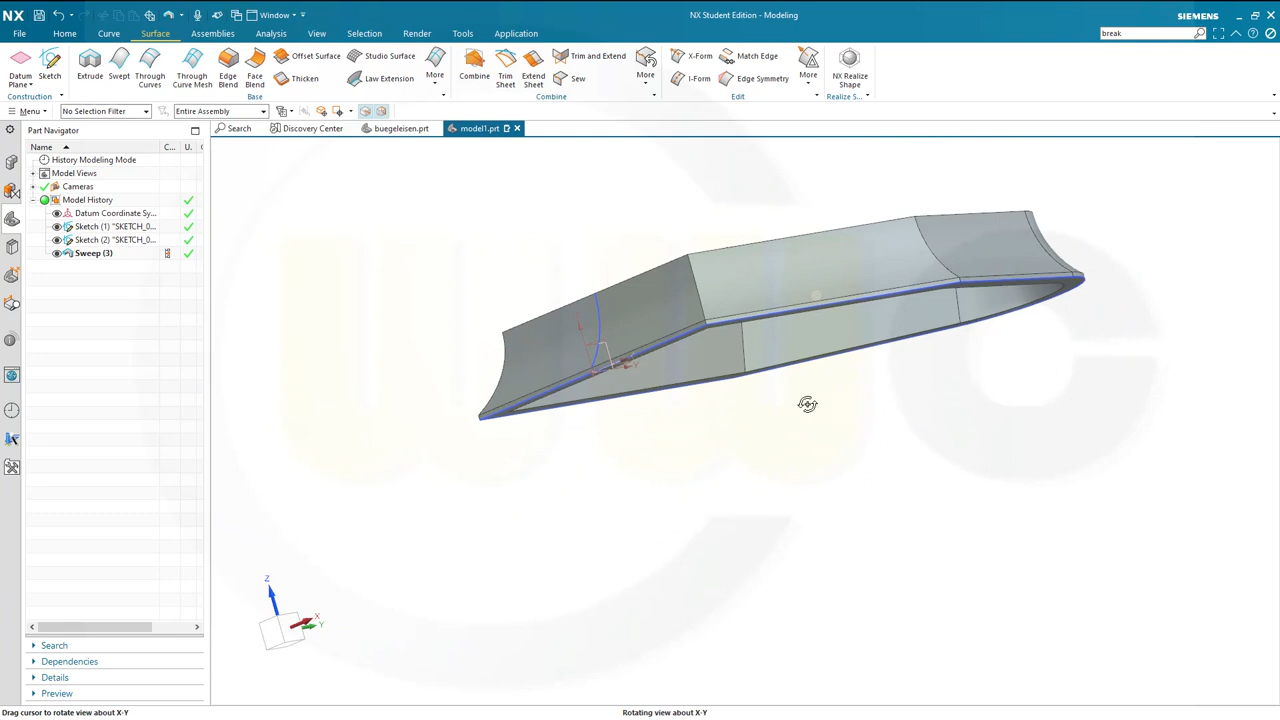 NX
Window
NX Student Edition - Modeling
SIEMENS
File Home Curve Surface Assemblies Analysis View Selection Render Tools Application
break
Datum Plane
Sketch
Extrude
Swept
Through Curves
Through Curve Mesh
Edge Blend
Face Blend
Offset Surface
Thicken
Studio Surface
Law Extension
More
Combine
Trim Sheet
Extend Sheet
Trim and Extend
Sew
More
X-Form
I-Form
Match Edge
Edge Symmetry
More
NX Realize Shape
Construction
Base
Combine
Edit
Realize S...
Menu
No Selection Filter
Entire Assembly
Part Navigator
Search
Discovery Center
buegeleisen.prt
model1.prt
Name C... U.
History Modeling Mode
Model Views
Cameras
Model History
Datum Coordinate Sy...
Sketch (1) "SKETCH_0...
Sketch (2) "SKETCH_0...
Sweep (3)
Y
Z
X
Y
Search
Dependencies
Details
Preview
Drag cursor to rotate view about X-Y
Rotating view about X-Y